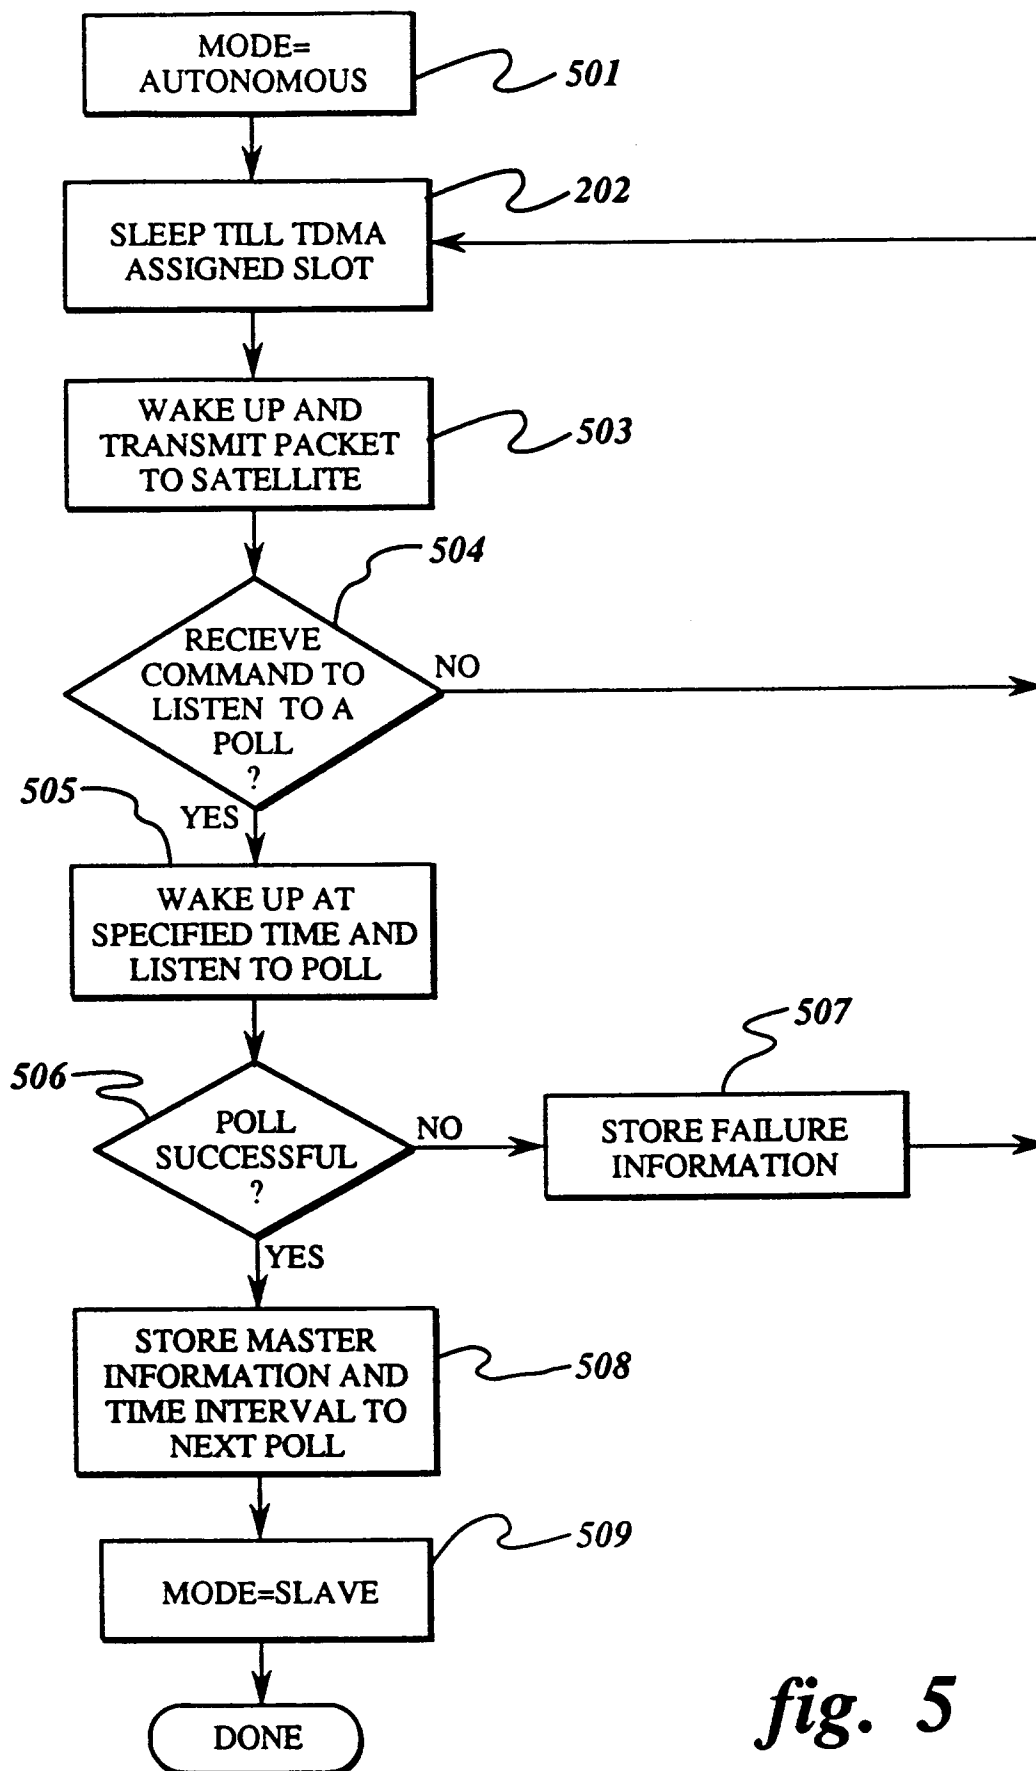 MODE=
AUTONOMOUS
501
202
SLEEP TILL TDMA
ASSIGNED SLOT
WAKE UP AND
TRANSMIT PACKET
TO SATELLITE
503
504
RECIEVE
COMMAND TO
LISTEN TO A
POLL
?
NO
505
YES
WAKE UP AT
SPECIFIED TIME AND
LISTEN TO POLL
507
506
POLL
SUCCESSFUL
?
NO
STORE FAILURE
INFORMATION
YES
STORE MASTER
INFORMATION AND
TIME INTERVAL TO
NEXT POLL
508
509
MODE=SLAVE
DONE
fig. 5